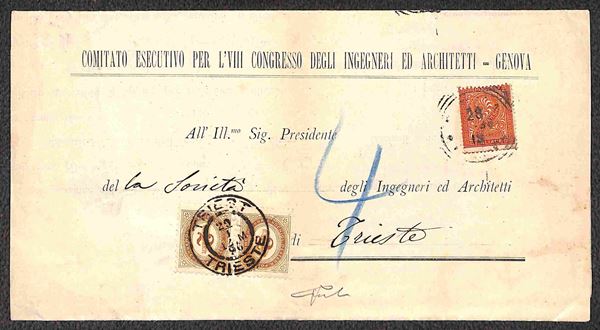 COMITATO ESECUTIVO PER L'VIII CONGRESSO DEGLI INGEGNERI ED ARCHITETTI - GENOVA
All' Ill.mo Sig. Presidente
28
4
del la Società degli Ingegneri ed Architetti
di Trieste
TRIEST
TRIESTE